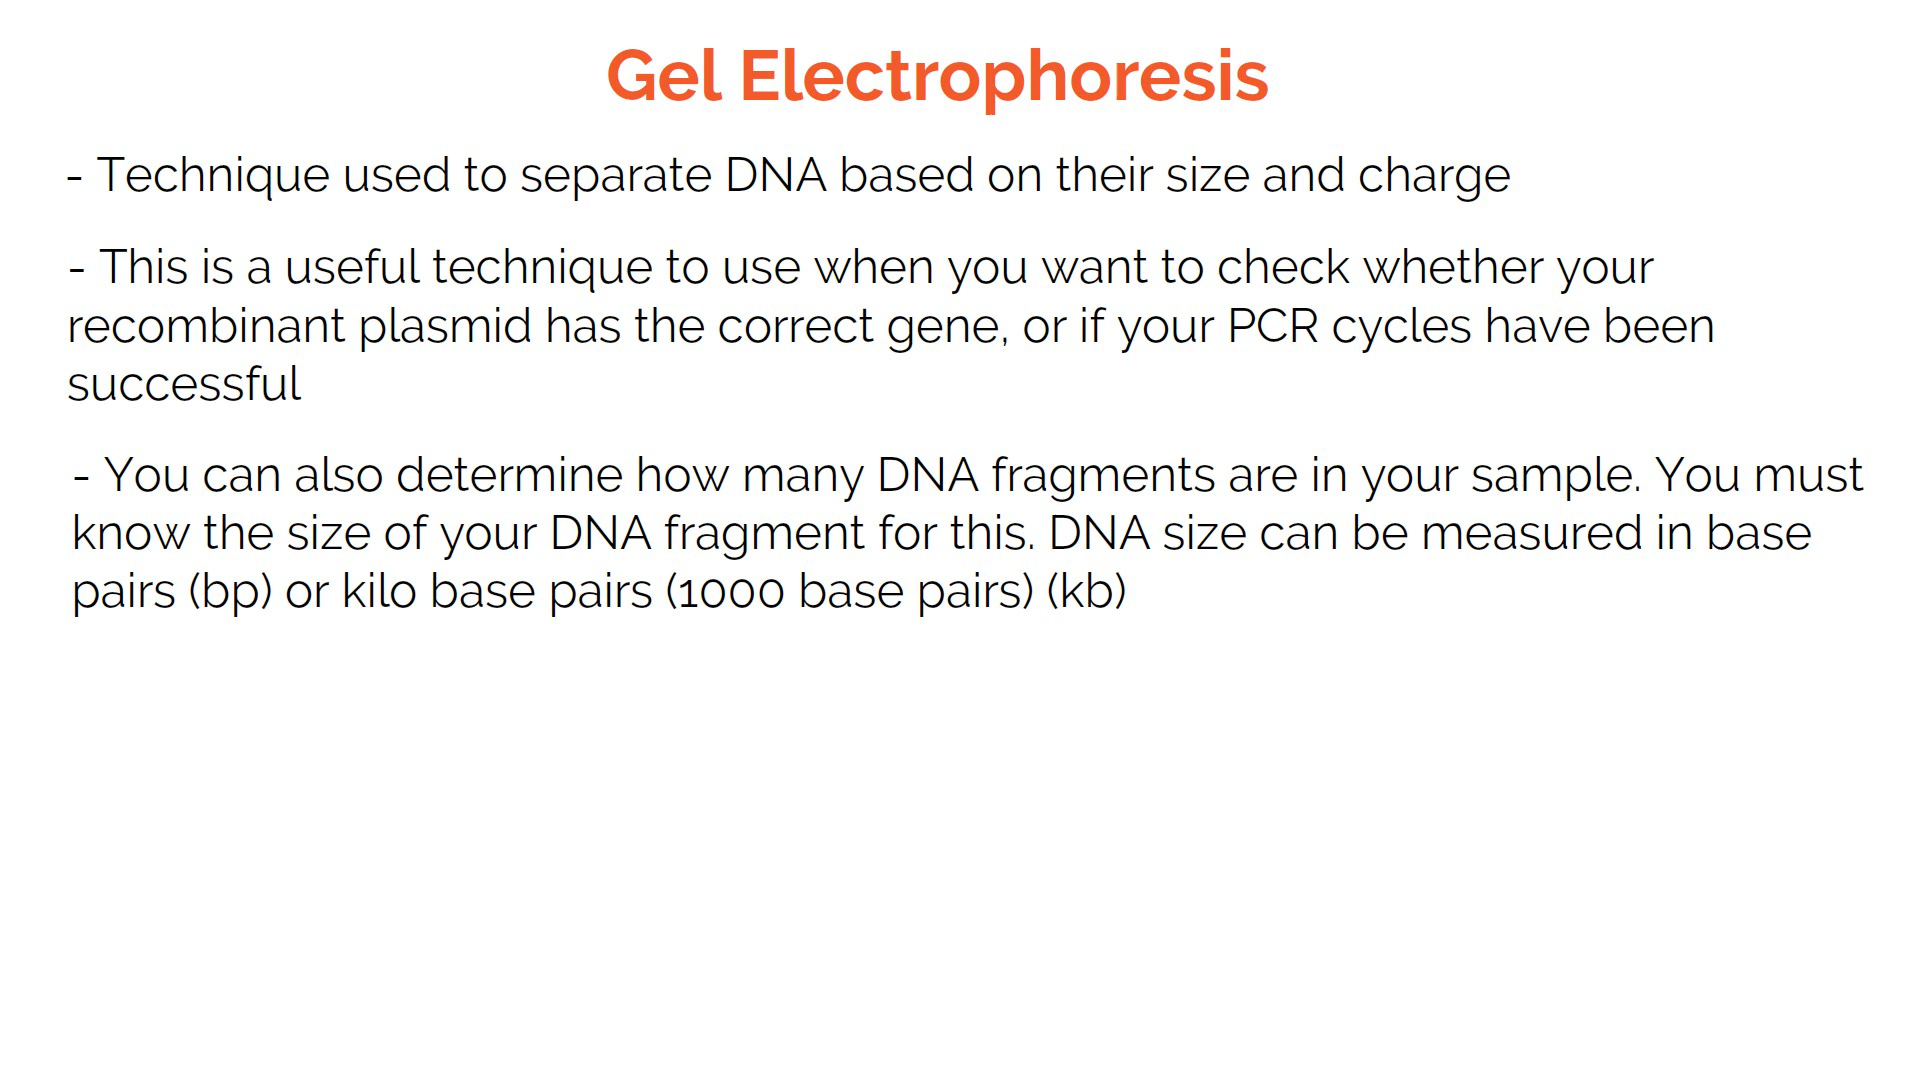 Gel Electrophoresis
- Technique used to separate DNA based on their size and charge
- This is a useful technique to use when you want to check whether your
recombinant plasmid has the correct gene, or if your PCR cycles have been
successful
- You can also determine how many DNA fragments are in your sample. You must
know the size of your DNA fragment for this. DNA size can be measured in base
pairs (bp) or kilo base pairs (1000 base pairs) (kb)